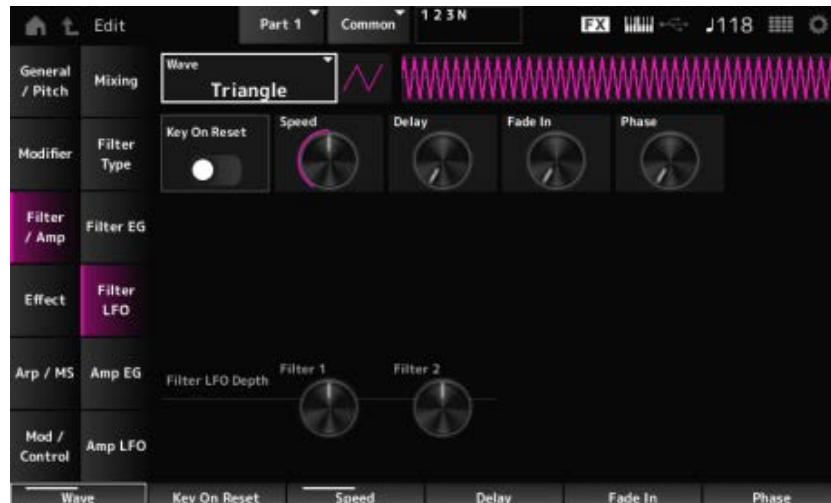 Edit
Part 1
Common
1 2 3 N
FX
♩118
General
/ Pitch
Mixing
Wave
Triangle
Modifier
Filter
Type
Key On Reset
Speed
Delay
Fade In
Phase
Filter
/ Amp
Filter EG
Effect
Filter
LFO
Arp / MS
Amp EG
Filter LFO Depth
Filter 1
Filter 2
Mod /
Control
Amp LFO
Wave
Key On Reset
Speed
Delay
Fade In
Phase